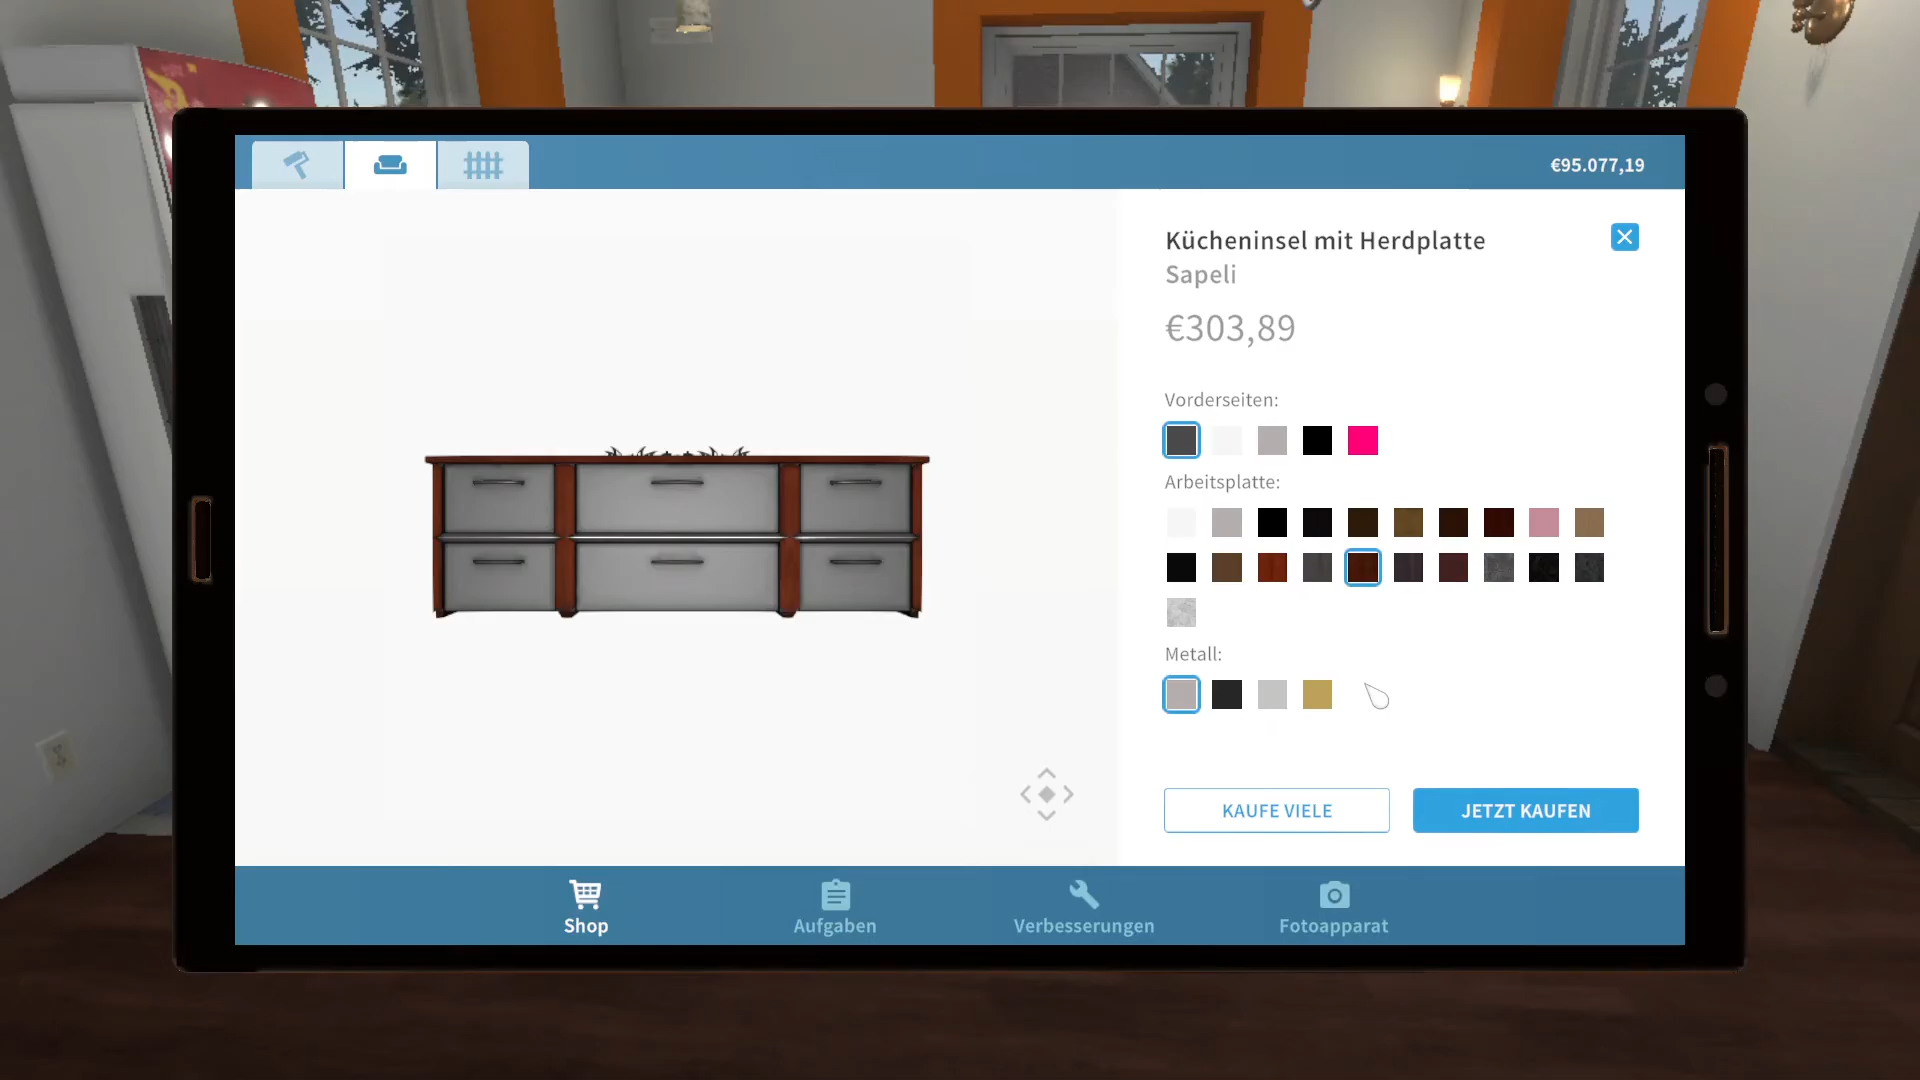 €95.077,19
Kücheninsel mit Herdplatte
Sapeli
€303,89
Vorderseiten:
Arbeitsplatte:
Metall:
KAUFE VIELE
JETZT KAUFEN
Shop
Aufgaben
Verbesserungen
Fotoapparat